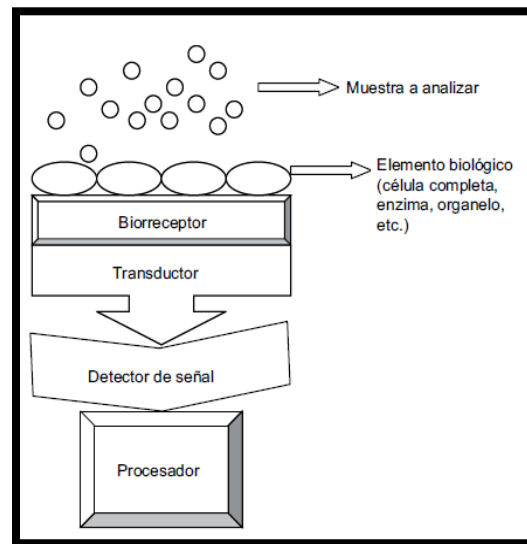 Muestra a analizar
Elemento biológico
(célula completa,
enzima, organelo,
etc.)
Biorreceptor
Transductor
Detector de señal
Procesador